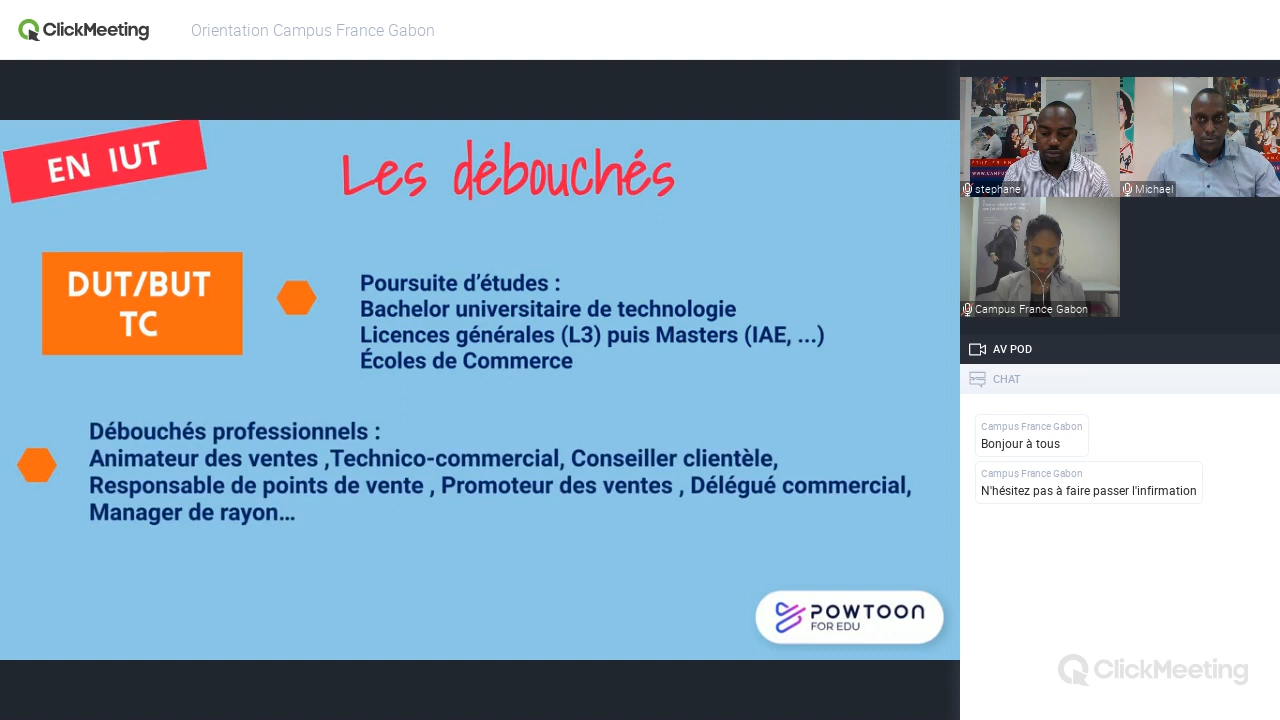 ClickMeeting
Orientation Campus France Gabon
EN IUT
Les débouchés
DUT/BUT
TC
Poursuite d'études :
Bachelor universitaire de technologie
Licences générales (L3) puis Masters (IAE, ...)
Écoles de Commerce
Débouchés professionnels :
Animateur des ventes ,Technico-commercial, Conseiller clientèle,
Responsable de points de vente , Promoteur des ventes , Délégué commercial,
Manager de rayon...
POWTOON
FOR EDU
stephane
Michael
Campus France Gabon
AV POD
CHAT
Campus France Gabon
Bonjour à tous
Campus France Gabon
N'hésitez pas à faire passer l'infirmation
ClickMeeting